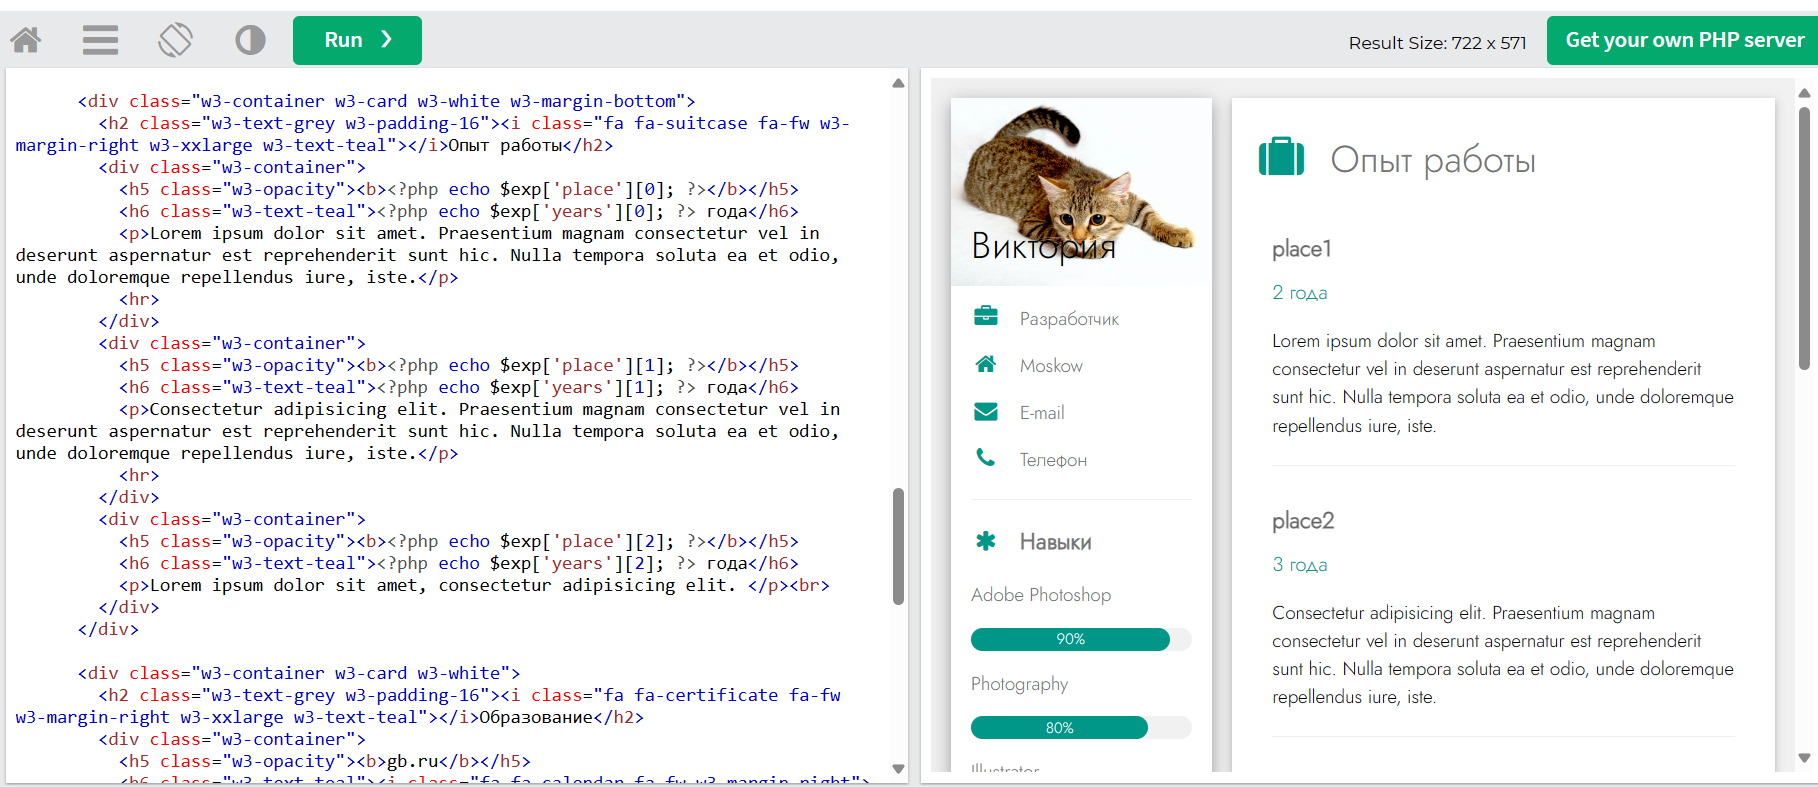 Run ❯
Result Size: 722 x 571
Get your own PHP server
<div class="w3-container w3-card w3-white w3-margin-bottom">
<h2 class="w3-text-grey w3-padding-16"><i class="fa fa-suitcase fa-fw w3-
margin-right w3-xxlarge w3-text-teal"></i>Опыт работы</h2>
<div class="w3-container">
<h5 class="w3-opacity"><b><?php echo $exp['place'][0]; ?></b></h5>
<h6 class="w3-text-teal"><?php echo $exp['years'][0]; ?> года</h6>
<p>Lorem ipsum dolor sit amet. Praesentium magnam consectetur vel in
deserunt aspernatur est reprehenderit sunt hic. Nulla tempora soluta ea et odio,
unde doloremque repellendus iure, iste.</p>
<hr>
</div>
<div class="w3-container">
<h5 class="w3-opacity"><b><?php echo $exp['place'][1]; ?></b></h5>
<h6 class="w3-text-teal"><?php echo $exp['years'][1]; ?> года</h6>
<p>Consectetur adipisicing elit. Praesentium magnam consectetur vel in
deserunt aspernatur est reprehenderit sunt hic. Nulla tempora soluta ea et odio,
unde doloremque repellendus iure, iste.</p>
<hr>
</div>
<div class="w3-container">
<h5 class="w3-opacity"><b><?php echo $exp['place'][2]; ?></b></h5>
<h6 class="w3-text-teal"><?php echo $exp['years'][2]; ?> года</h6>
<p>Lorem ipsum dolor sit amet, consectetur adipisicing elit. </p><br>
</div>
</div>
<div class="w3-container w3-card w3-white">
<h2 class="w3-text-grey w3-padding-16"><i class="fa fa-certificate fa-fw
w3-margin-right w3-xxlarge w3-text-teal"></i>Образование</h2>
<div class="w3-container">
<h5 class="w3-opacity"><b>gb.ru</b></h5>
<h6 class="w3-text-teal"><i class="fa fa-calendar fa-fw w3-margin-right">
Виктория
Разработчик
Moskow
E-mail
Телефон
Навыки
Adobe Photoshop
90%
Photography
80%
Illustrator
Опыт работы
place1
2 года
Lorem ipsum dolor sit amet. Praesentium magnam
consectetur vel in deserunt aspernatur est reprehenderit
sunt hic. Nulla tempora soluta ea et odio, unde doloremque
repellendus iure, iste.
place2
3 года
Consectetur adipisicing elit. Praesentium magnam
consectetur vel in deserunt aspernatur est reprehenderit
sunt hic. Nulla tempora soluta ea et odio, unde doloremque
repellendus iure, iste.